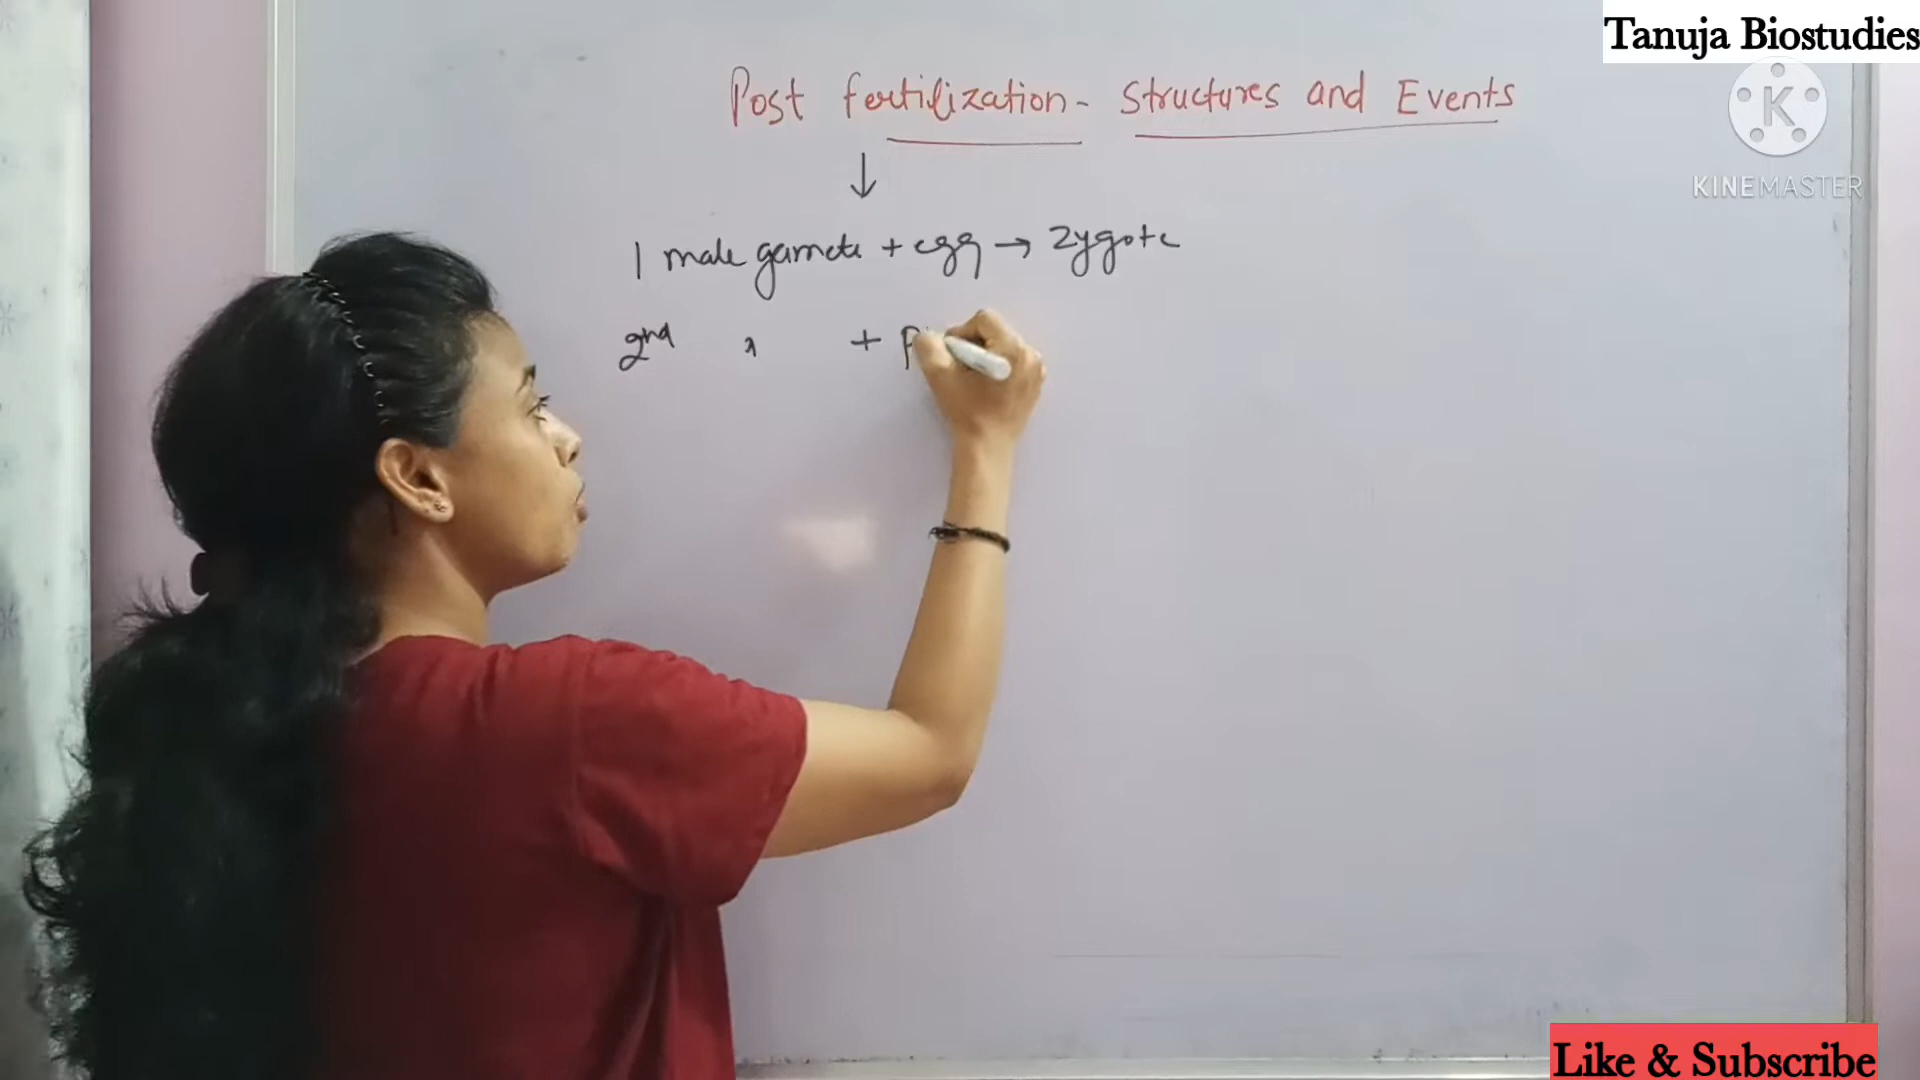 Tanuja Biostudies
Post fertilization - Structures and Events
KINEMASTER
↓
1 male gamete + egg → Zygote
2nd " +
Like & Subscribe